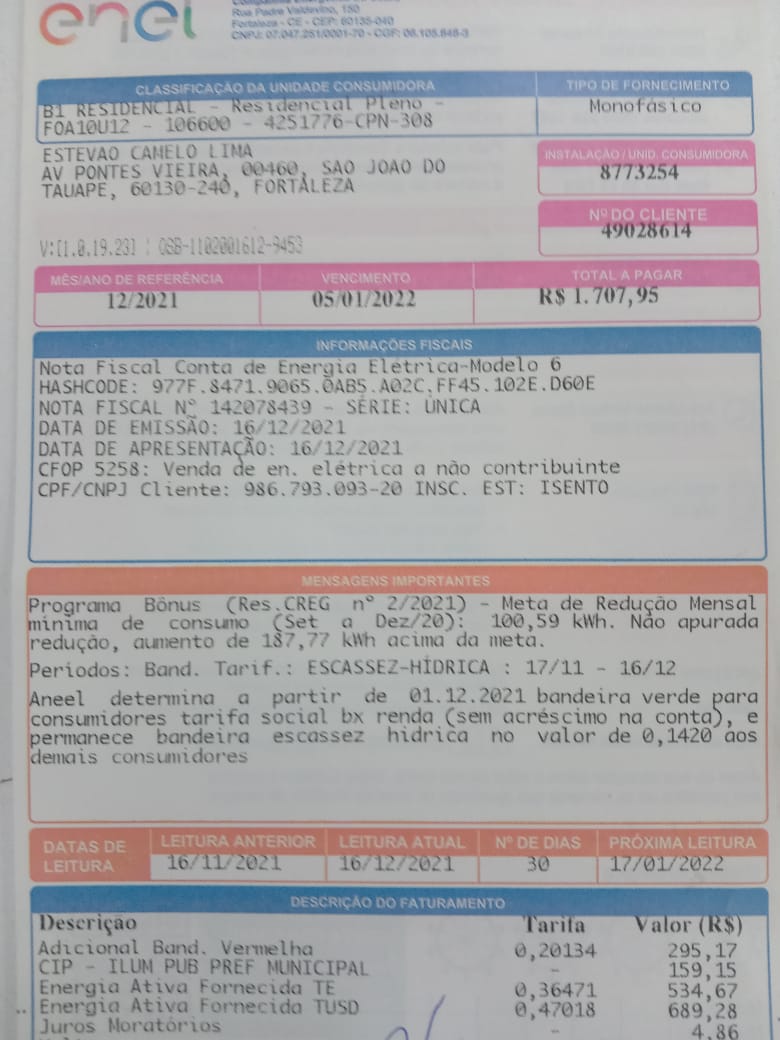 enel
Rua Padre Valdevino, 150
Fortaleza - CE - CEP: 60135-040
CNPJ: 07.047.251/0001-70 - CGF: 06.105.848-3
CLASSIFICAÇÃO DA UNIDADE CONSUMIDORA
TIPO DE FORNECIMENTO
B1 RESIDENCIAL - Residencial Pleno -
FOA10U12 - 106600 - 4251776-CPN-308
Monofásico
ESTEVAO CAMELO LIMA
AV PONTES VIEIRA, 00460, SAO JOAO DO
TAUAPE, 60130-240, FORTALEZA
INSTALAÇÃO / UNID. CONSUMIDORA
8773254
Nº DO CLIENTE
49028614
V:[1.0.19.23]
MÊS/ANO DE REFERÊNCIA
VENCIMENTO
TOTAL A PAGAR
12/2021
05/01/2022
R$ 1.707,95
INFORMAÇÕES FISCAIS
Nota Fiscal Conta de Energia Elétrica-Modelo 6
HASHCODE: 977F.8471.9065.0AB5.A02C.FF45.102E.D60E
NOTA FISCAL Nº 142078439 - SÉRIE: ÚNICA
DATA DE EMISSÃO: 16/12/2021
DATA DE APRESENTAÇÃO: 16/12/2021
CFOP 5258: Venda de en. elétrica a não contribuinte
CPF/CNPJ Cliente: 986.793.093-20 INSC. EST: ISENTO
MENSAGENS IMPORTANTES
Programa Bônus (Res.CREG nº 2/2021) - Meta de Redução Mensal
mínima de consumo (Set a Dez/20): 100,59 kWh. Não apurada
redução, aumento de 187,77 kWh acima da meta.
Períodos: Band. Tarif.: ESCASSEZ-HÍDRICA : 17/11 - 16/12
Aneel determina a partir de 01.12.2021 bandeira verde para
consumidores tarifa social bx renda (sem acréscimo na conta), e
permanece bandeira escassez hídrica no valor de 0,1420 aos
demais consumidores
DATAS DE LEITURA
LEITURA ANTERIOR
LEITURA ATUAL
Nº DE DIAS
PRÓXIMA LEITURA
16/11/2021
16/12/2021
30
17/01/2022
DESCRIÇÃO DO FATURAMENTO
Descrição Tarifa Valor (R$)
Adicional Band. Vermelha 0,20134 295,17
CIP - ILUM PUB PREF MUNICIPAL - 159,15
Energia Ativa Fornecida TE 0,36471 534,67
Energia Ativa Fornecida TUSD 0,47018 689,28
Juros Moratórios - 4,86